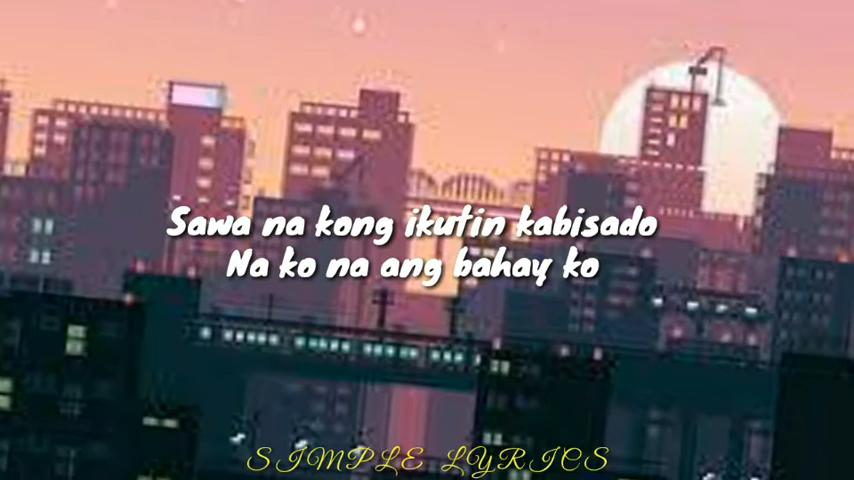 Sawa na kong ikutin kabisado
Na ko na ang bahay ko
SIMPLE LYRICS